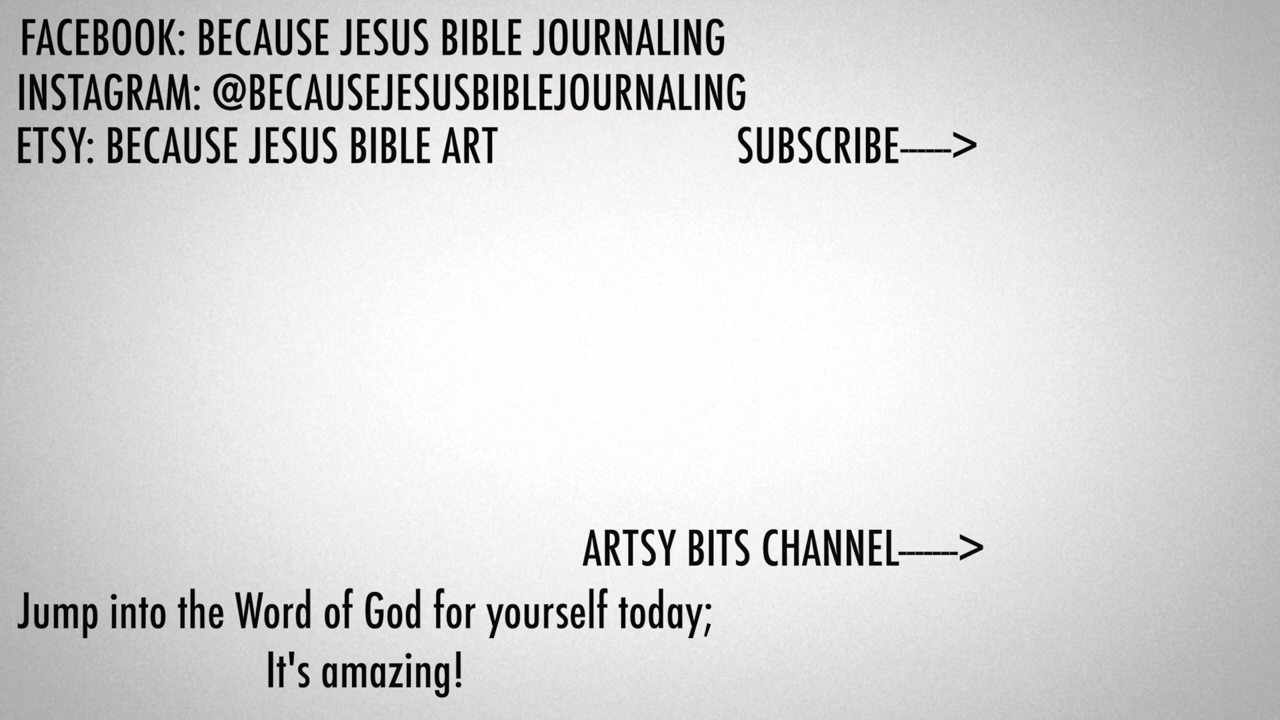 FACEBOOK: BECAUSE JESUS BIBLE JOURNALING
INSTAGRAM: @BECAUSEJESUSBIBLEJOURNALING
ETSY: BECAUSE JESUS BIBLE ART
SUBSCRIBE----->
ARTSY BITS CHANNEL------>
Jump into the Word of God for yourself today;
It's amazing!